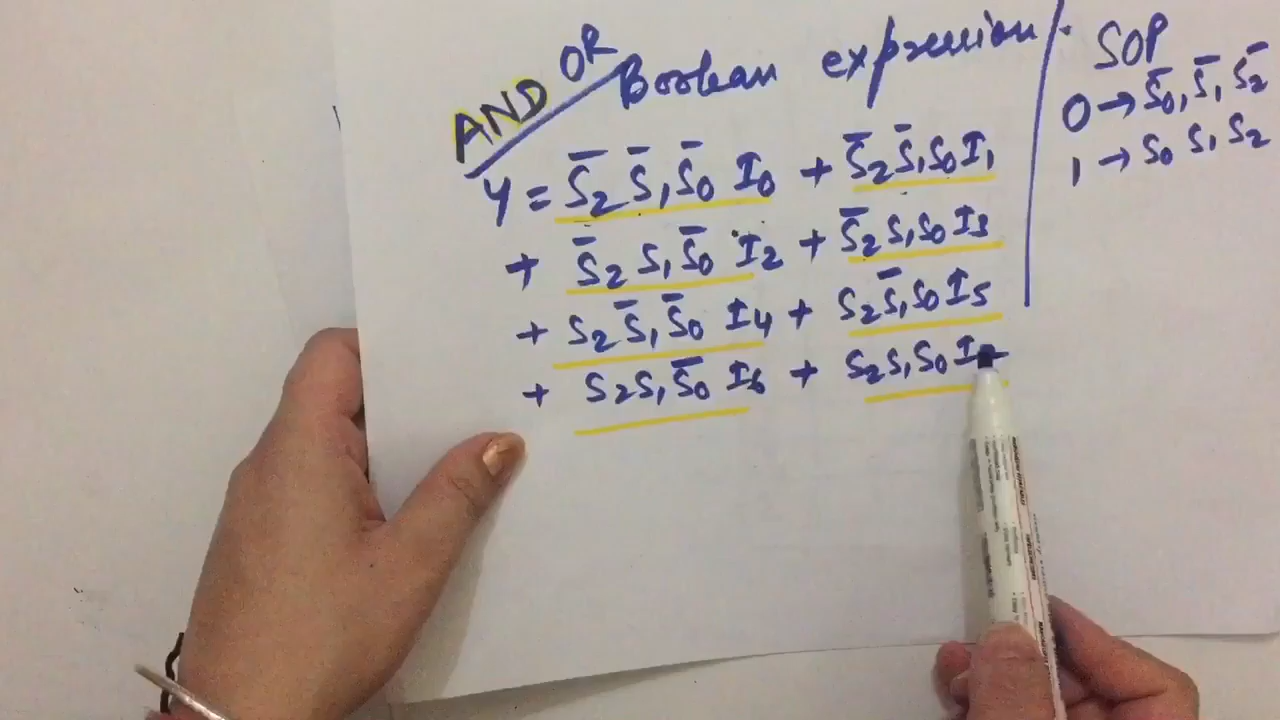 AND OR Boolean expression
Y = S̅2 S̅1 S̅0 I0 + S̅2 S̅1 S0 I1
+ S̅2 S1 S̅0 I2 + S̅2 S1 S0 I3
+ S2 S̅1 S̅0 I4 + S2 S̅1 S0 I5
+ S2 S1 S̅0 I6 + S2 S1 S0 I
SOP
0 → S̅0, S̅1, S̅2
1 → S0 S1 S2